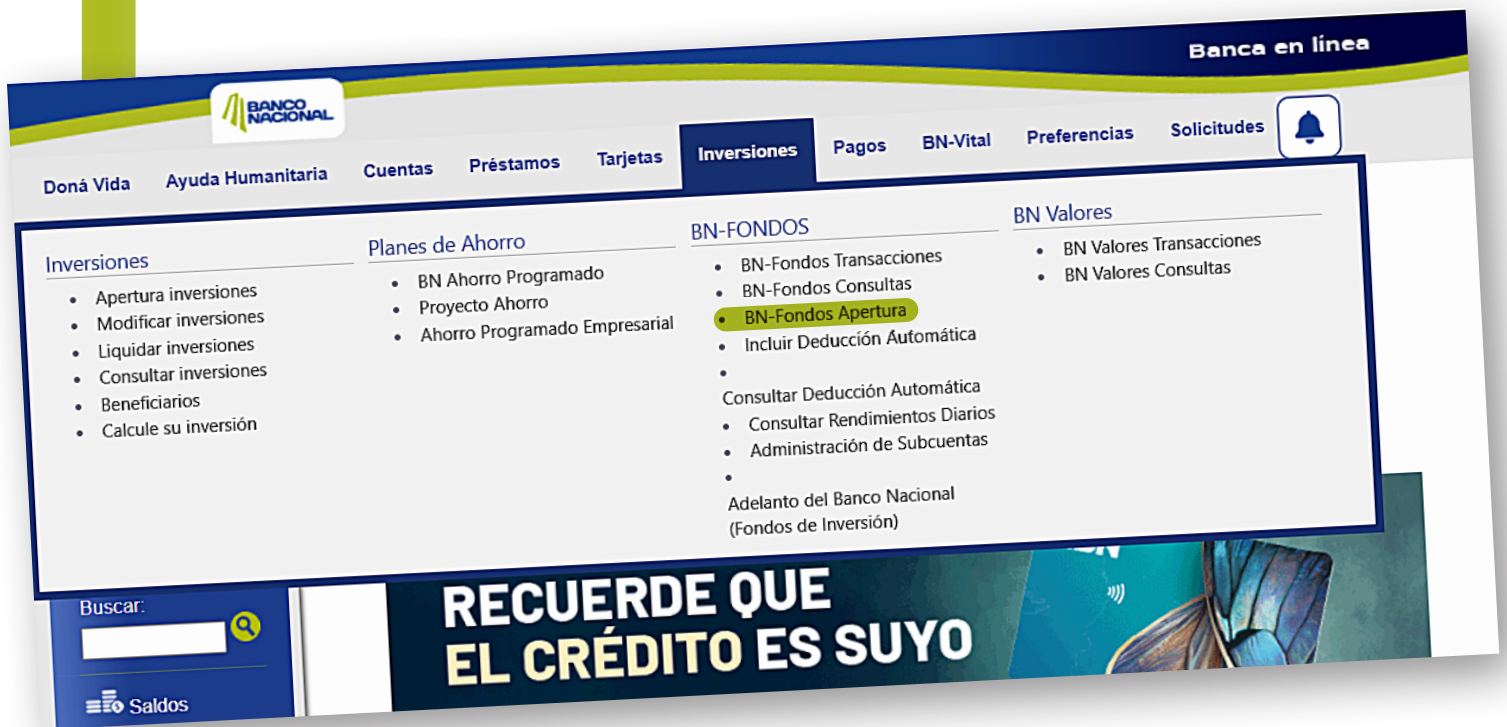 Banca en línea
BANCO
NACIONAL
Doná Vida
Ayuda Humanitaria
Cuentas
Préstamos
Tarjetas
Inversiones
Pagos
BN-Vital
Preferencias
Solicitudes
Inversiones
• Apertura inversiones
• Modificar inversiones
• Liquidar inversiones
• Consultar inversiones
• Beneficiarios
• Calcule su inversión
Planes de Ahorro
• BN Ahorro Programado
• Proyecto Ahorro
• Ahorro Programado Empresarial
BN-FONDOS
• BN-Fondos Transacciones
• BN-Fondos Consultas
• BN-Fondos Apertura
• Incluir Deducción Automática
•
Consultar Deducción Automática
• Consultar Rendimientos Diarios
• Administración de Subcuentas
•
Adelanto del Banco Nacional
(Fondos de Inversión)
BN Valores
• BN Valores Transacciones
• BN Valores Consultas
Buscar:
Saldos
RECUERDE QUE
EL CRÉDITO ES SUYO